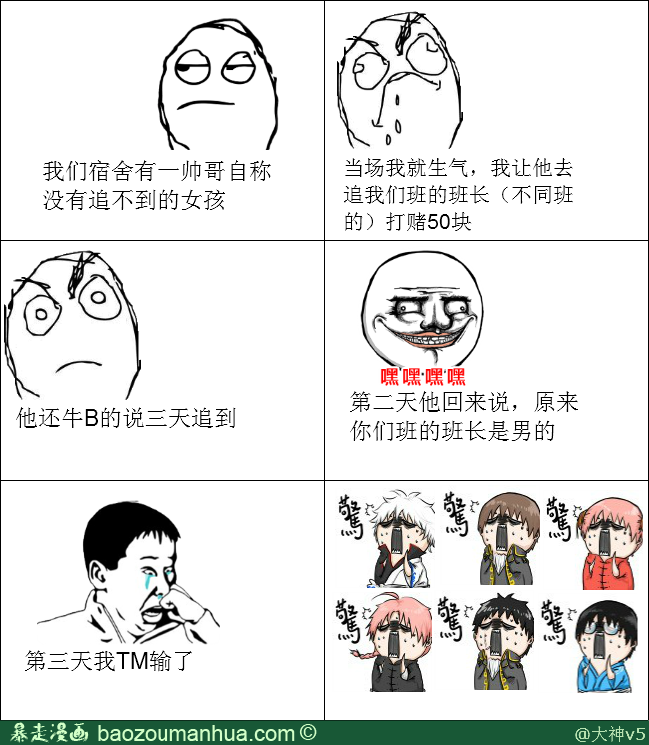 我们宿舍有一帅哥自称
没有追不到的女孩
当场我就生气，我让他去
追我们班的班长（不同班
的）打赌50块
他还牛B的说三天追到
嘿嘿嘿嘿
第二天他回来说，原来
你们班的班长是男的
第三天我TM输了
驚 驚 驚
驚 驚 驚
暴走漫画 baozoumanhua.com © @大神v5